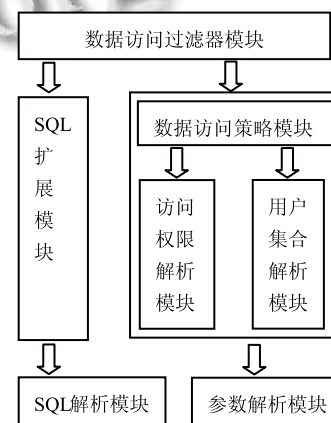 数据访问过滤器模块
SQL
扩
展
模
块
数据访问策略模块
访问
权限
解析
模块
用户
集合
解析
模块
SQL解析模块
参数解析模块